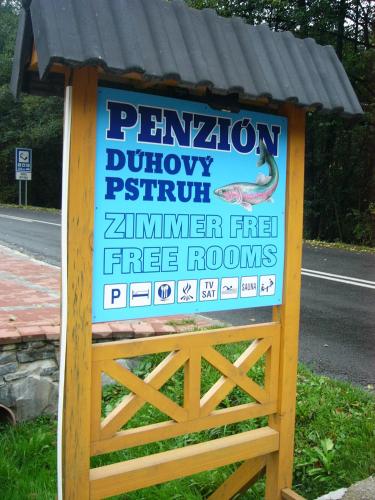 PENZIÓN
DÚHOVÝ
PSTRUH
ZIMMER FREI
FREE ROOMS
P TV SAT SAUNA